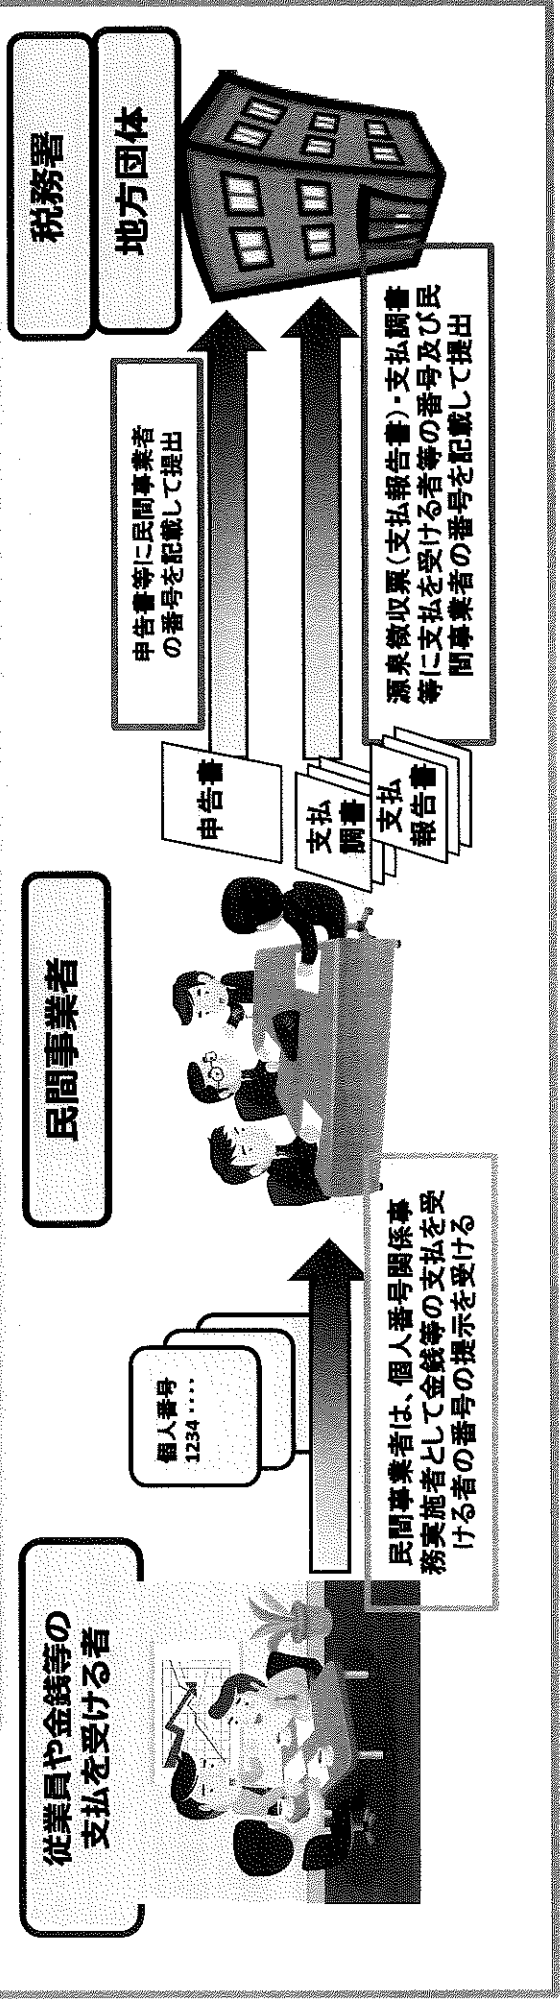 従業員や金銭等の
支払を受ける者
個人番号
1234 ····
民間事業者は、個人番号関係事
務実施者として金銭等の支払を受
ける者の番号の提示を受ける
民間事業者
申告書
支払
調書
支払
報告書
申告書等に民間事業者
の番号を記載して提出
源泉徴収票(支払報告書)・支払調書
等に支払を受ける者等の番号及び民
間事業者の番号を記載して提出
税務署
地方団体